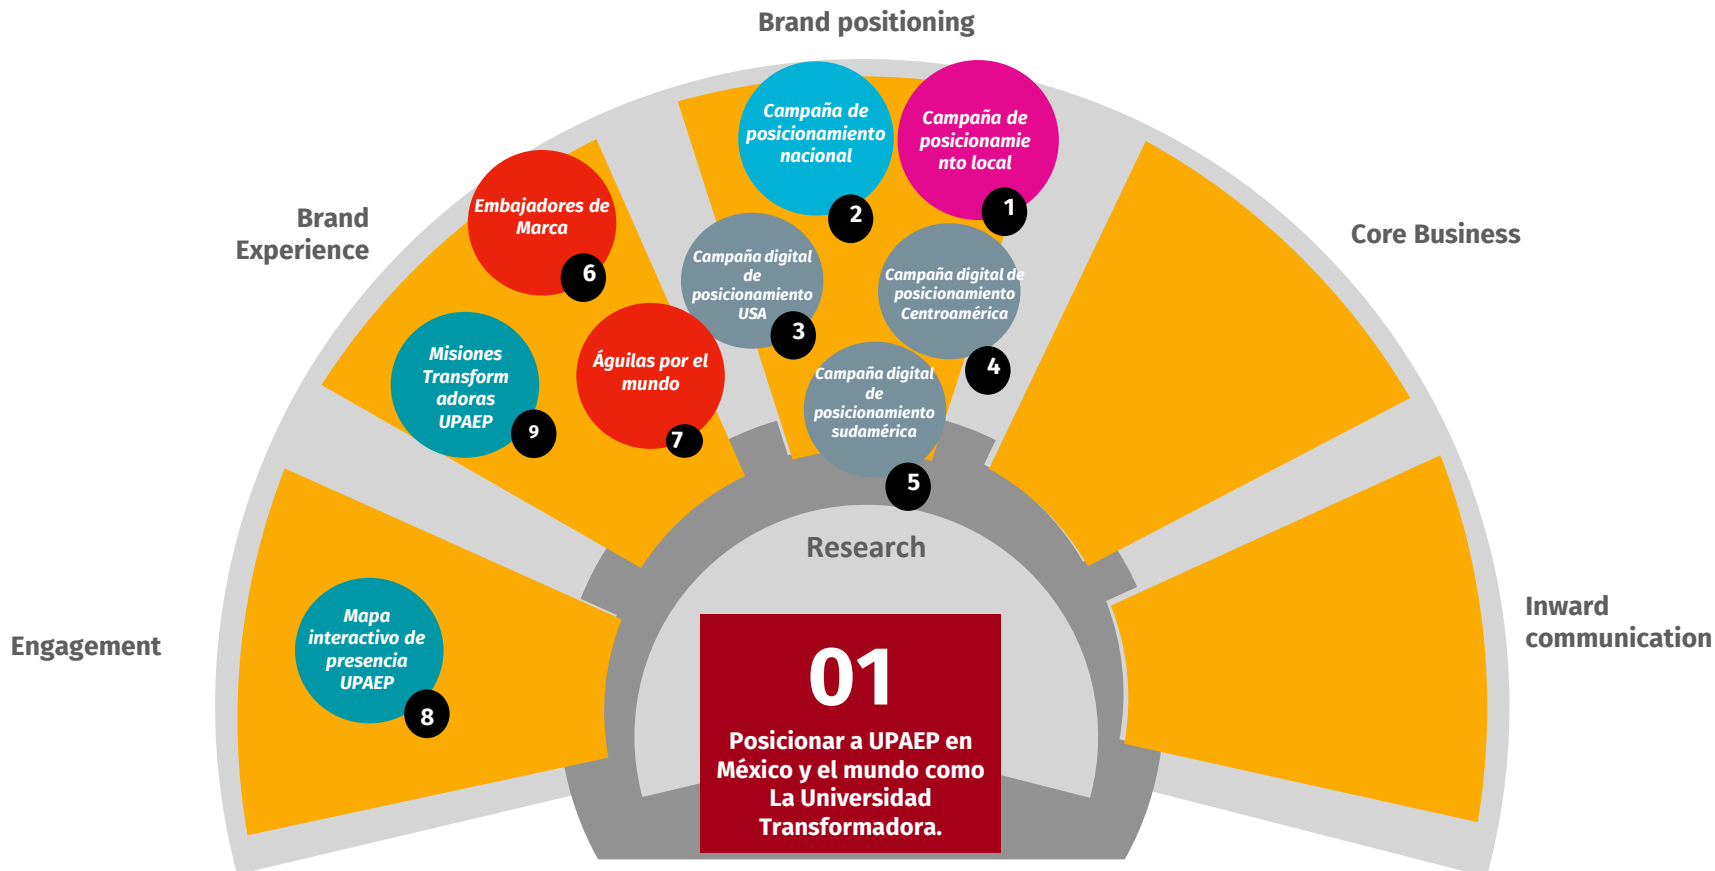 Brand positioning
Campaña de
posicionamiento
nacional
2
Campaña de
posicionamie
nto local
1
Brand
Experience
Embajadores de
Marca
6
Campaña digital
de
posicionamiento
USA
3
Campaña digital de
posicionamiento
Centroamérica
4
Core Business
Misiones
Transform
adoras
UPAEP
9
Águilas por el
mundo
7
Campaña digital
de
posicionamiento
sudamérica
5
Research
Engagement
Mapa
interactivo de
presencia
UPAEP
8
01
Posicionar a UPAEP en
México y el mundo como
La Universidad
Transformadora.
Inward
communication